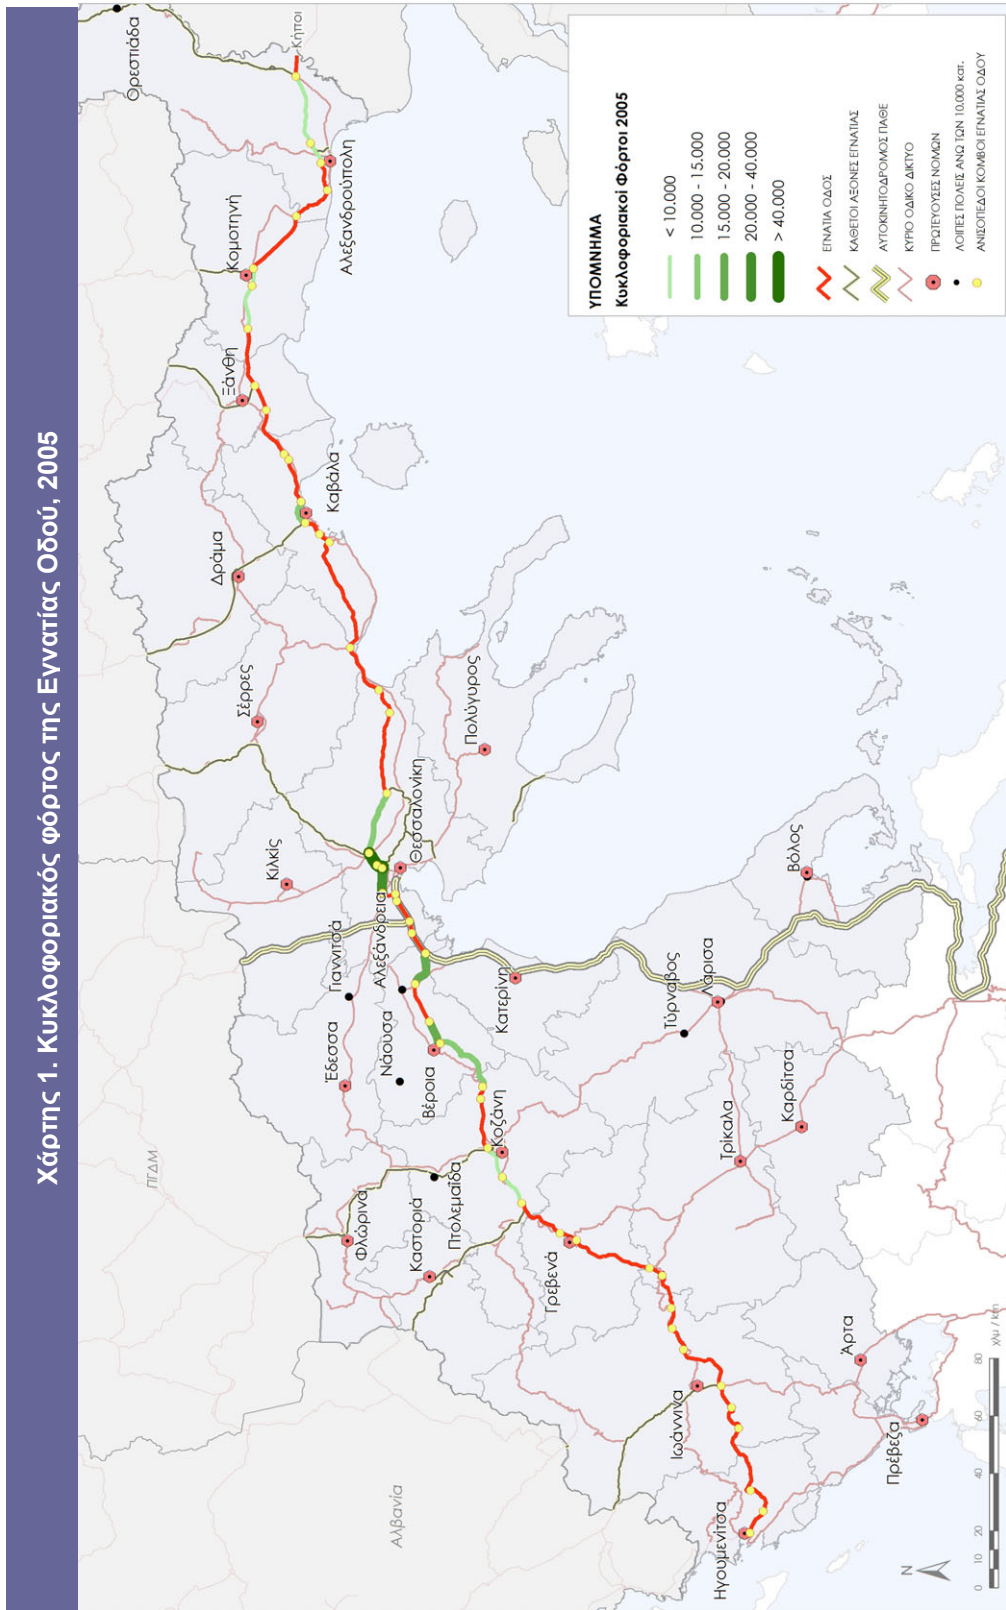 Χάρτης 1. Κυκλοφοριακός φόρτος της Εγνατίας Οδού, 2005
ΠΓΔΜ
Αλβανία
Ορεστιάδα
Κήποι
Κομοτηνή
Αλεξανδρούπολη
Ξάνθη
Καβάλα
Δράμα
Σέρρες
Πολύγυρος
Θεσσαλονίκη
Κιλκίς
Γιαννιτσά
Αλεξάνδρεια
Έδεσσα
Νάουσα
Βέροια
Κατερίνη
Φλώρινα
Καστοριά
Πτολεμαΐδα
Κοζάνη
Γρεβενά
Τύρναβος
Λάρισα
Βόλος
Τρίκαλα
Καρδίτσα
Ιωάννινα
Ηγουμενίτσα
Άρτα
Πρέβεζα
ΥΠΟΜΝΗΜΑ
Κυκλοφοριακοί Φόρτοι 2005
< 10.000
10.000 - 15.000
15.000 - 20.000
20.000 - 40.000
> 40.000
ΕΓΝΑΤΙΑ ΟΔΟΣ
ΚΑΘΕΤΟΙ ΑΞΟΝΕΣ ΕΓΝΑΤΙΑΣ
ΑΥΤΟΚΙΝΗΤΟΔΡΟΜΟΣ ΠΑΘΕ
ΚΥΡΙΟ ΟΔΙΚΟ ΔΙΚΤΥΟ
ΠΡΩΤΕΥΟΥΣΕΣ ΝΟΜΩΝ
ΛΟΙΠΕΣ ΠΟΛΕΙΣ ΑΝΩ ΤΩΝ 10.000 κατ.
ΑΝΙΣΟΠΕΔΟΙ ΚΟΜΒΟΙ ΕΓΝΑΤΙΑΣ ΟΔΟΥ
N
0 10 20 40 60 80
χλμ / km